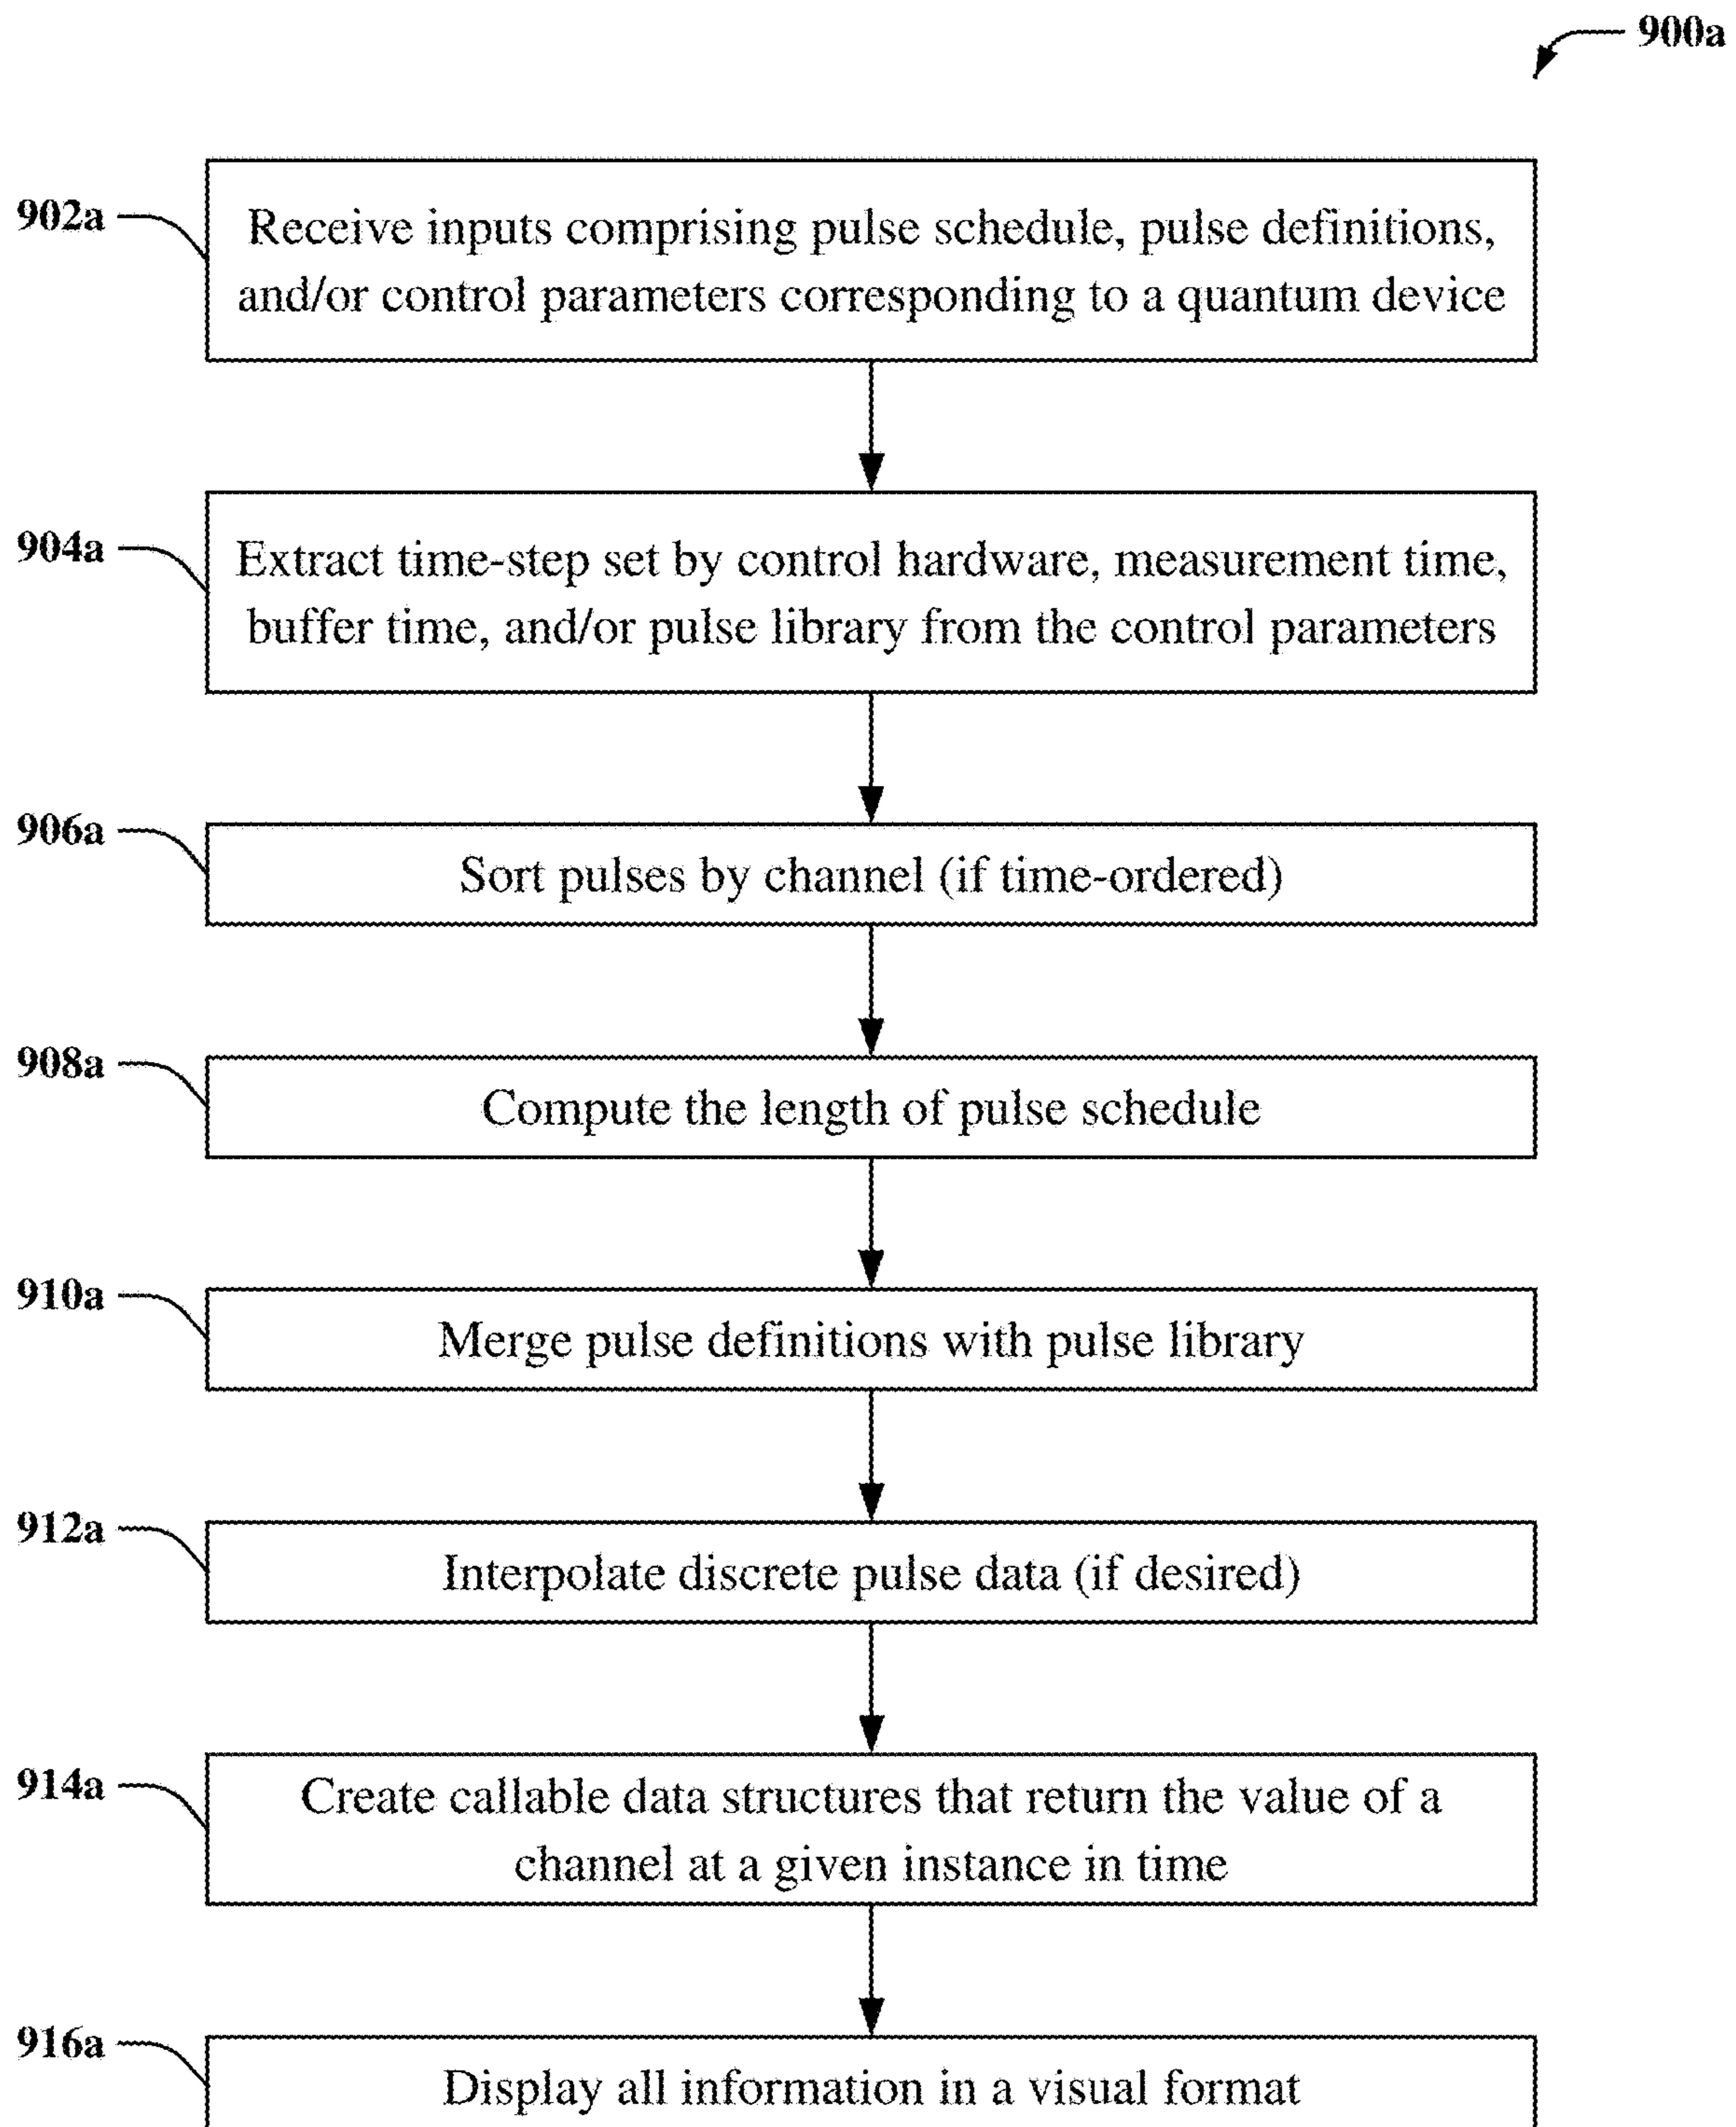 900a
902a
Receive inputs comprising pulse schedule, pulse definitions,
and/or control parameters corresponding to a quantum device
904a
Extract time-step set by control hardware, measurement time,
buffer time, and/or pulse library from the control parameters
906a
Sort pulses by channel (if time-ordered)
908a
Compute the length of pulse schedule
910a
Merge pulse definitions with pulse library
912a
Interpolate discrete pulse data (if desired)
914a
Create callable data structures that return the value of a
channel at a given instance in time
916a
Display all information in a visual format